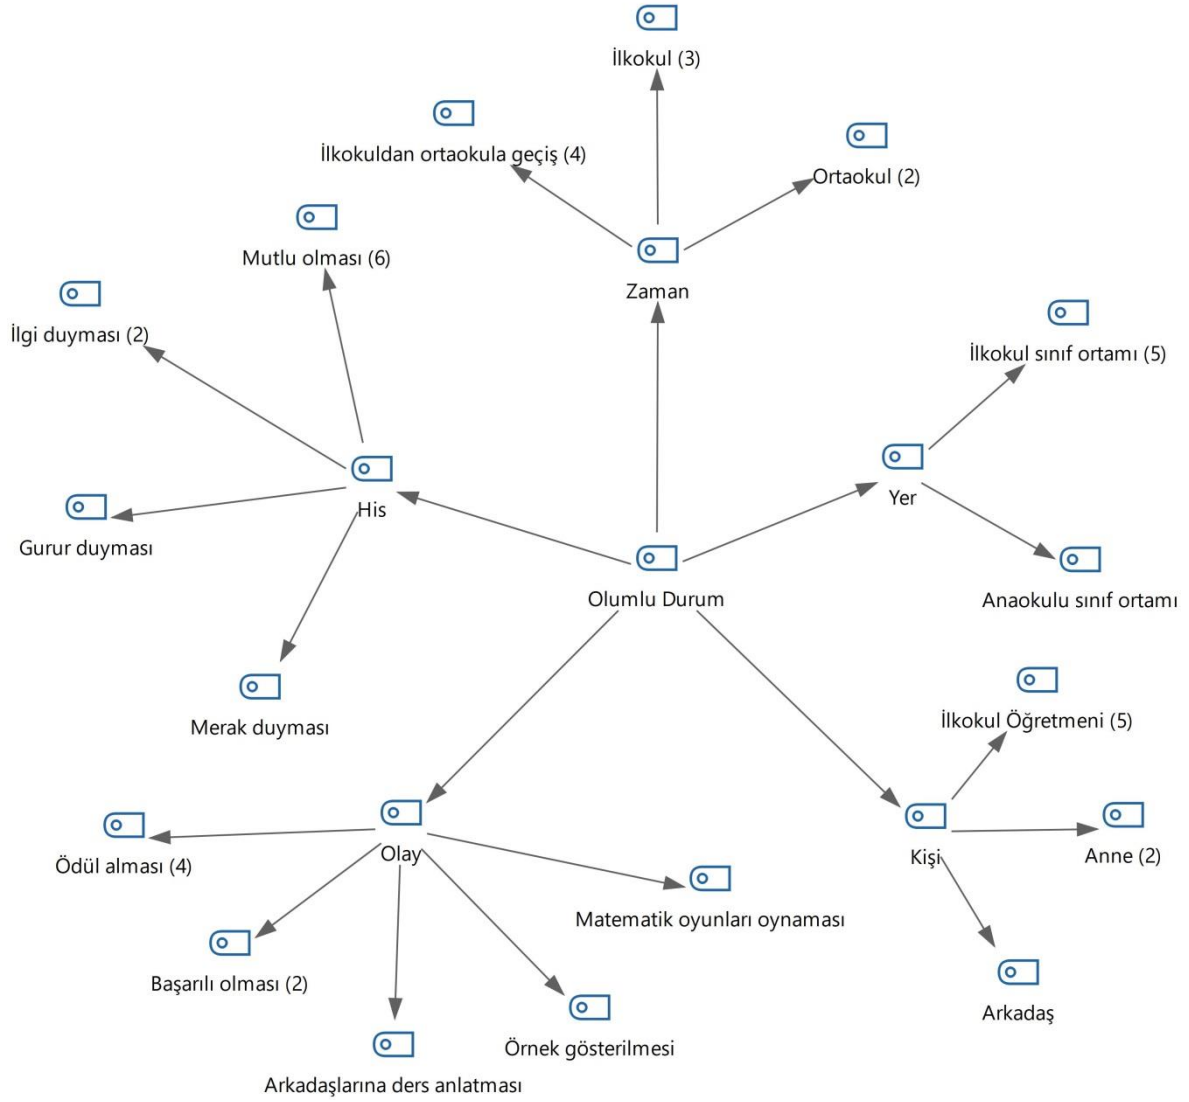 İlkokul (3)
İlkokuldan ortaokula geçiş (4)
Ortaokul (2)
Mutlu olması (6)
Zaman
İlgi duyması (2)
İlkokul sınıf ortamı (5)
His
Yer
Gurur duyması
Olumlu Durum
Anaokulu sınıf ortamı
Merak duyması
İlkokul Öğretmeni (5)
Ödül alması (4)
Olay
Kişi
Anne (2)
Matematik oyunları oynaması
Başarılı olması (2)
Arkadaş
Örnek gösterilmesi
Arkadaşlarına ders anlatması